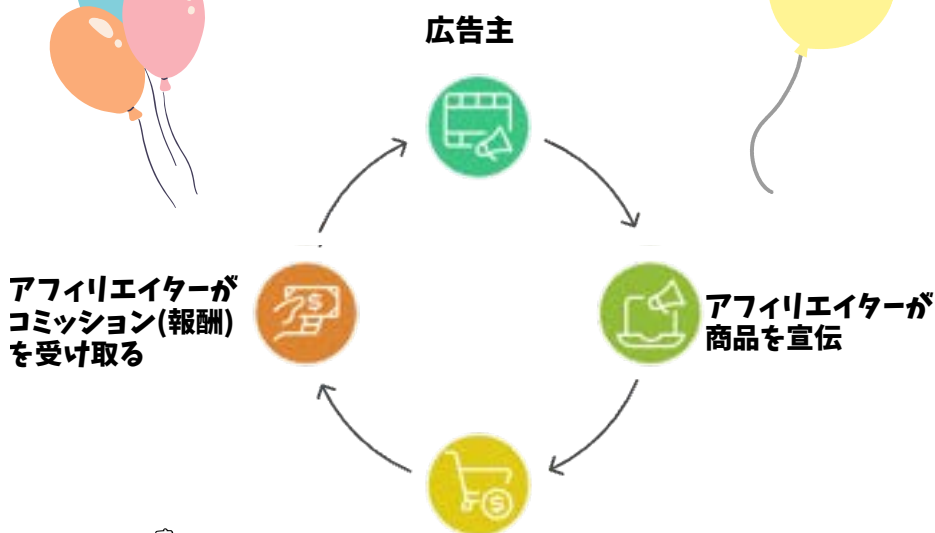 広告主
アフィリエイターが
商品を宣伝
アフィリエイターが
コミッション(報酬)
を受け取る
$
$